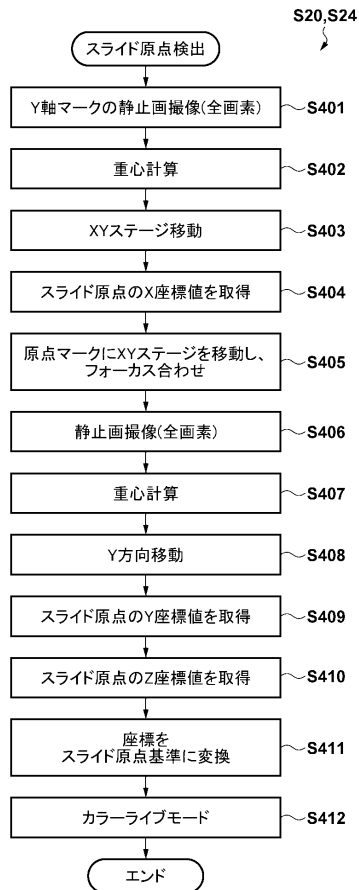 S20,S24
スライド原点検出
Y軸マークの静止画撮像(全画素)
S401
重心計算
S402
XYステージ移動
S403
スライド原点のX座標値を取得
S404
原点マークにXYステージを移動し、
フォーカス合わせ
S405
静止画撮像(全画素)
S406
重心計算
S407
Y方向移動
S408
スライド原点のY座標値を取得
S409
スライド原点のZ座標値を取得
S410
座標を
スライド原点基準に変換
S411
カラーライブモード
S412
エンド